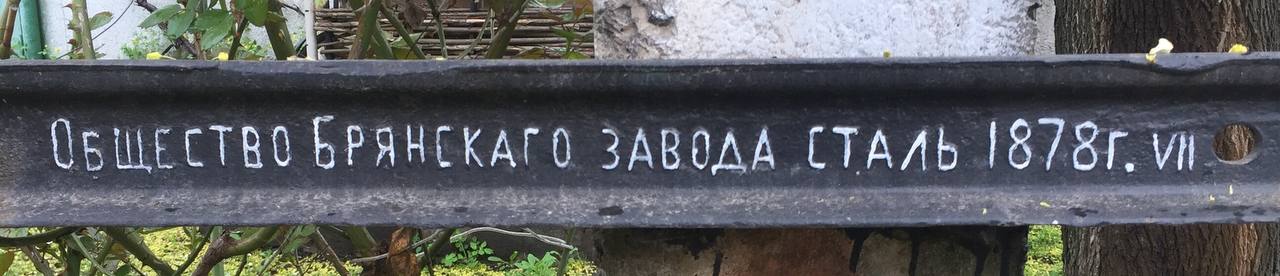 Общество Брянскаго завода сталь 1878г. VII